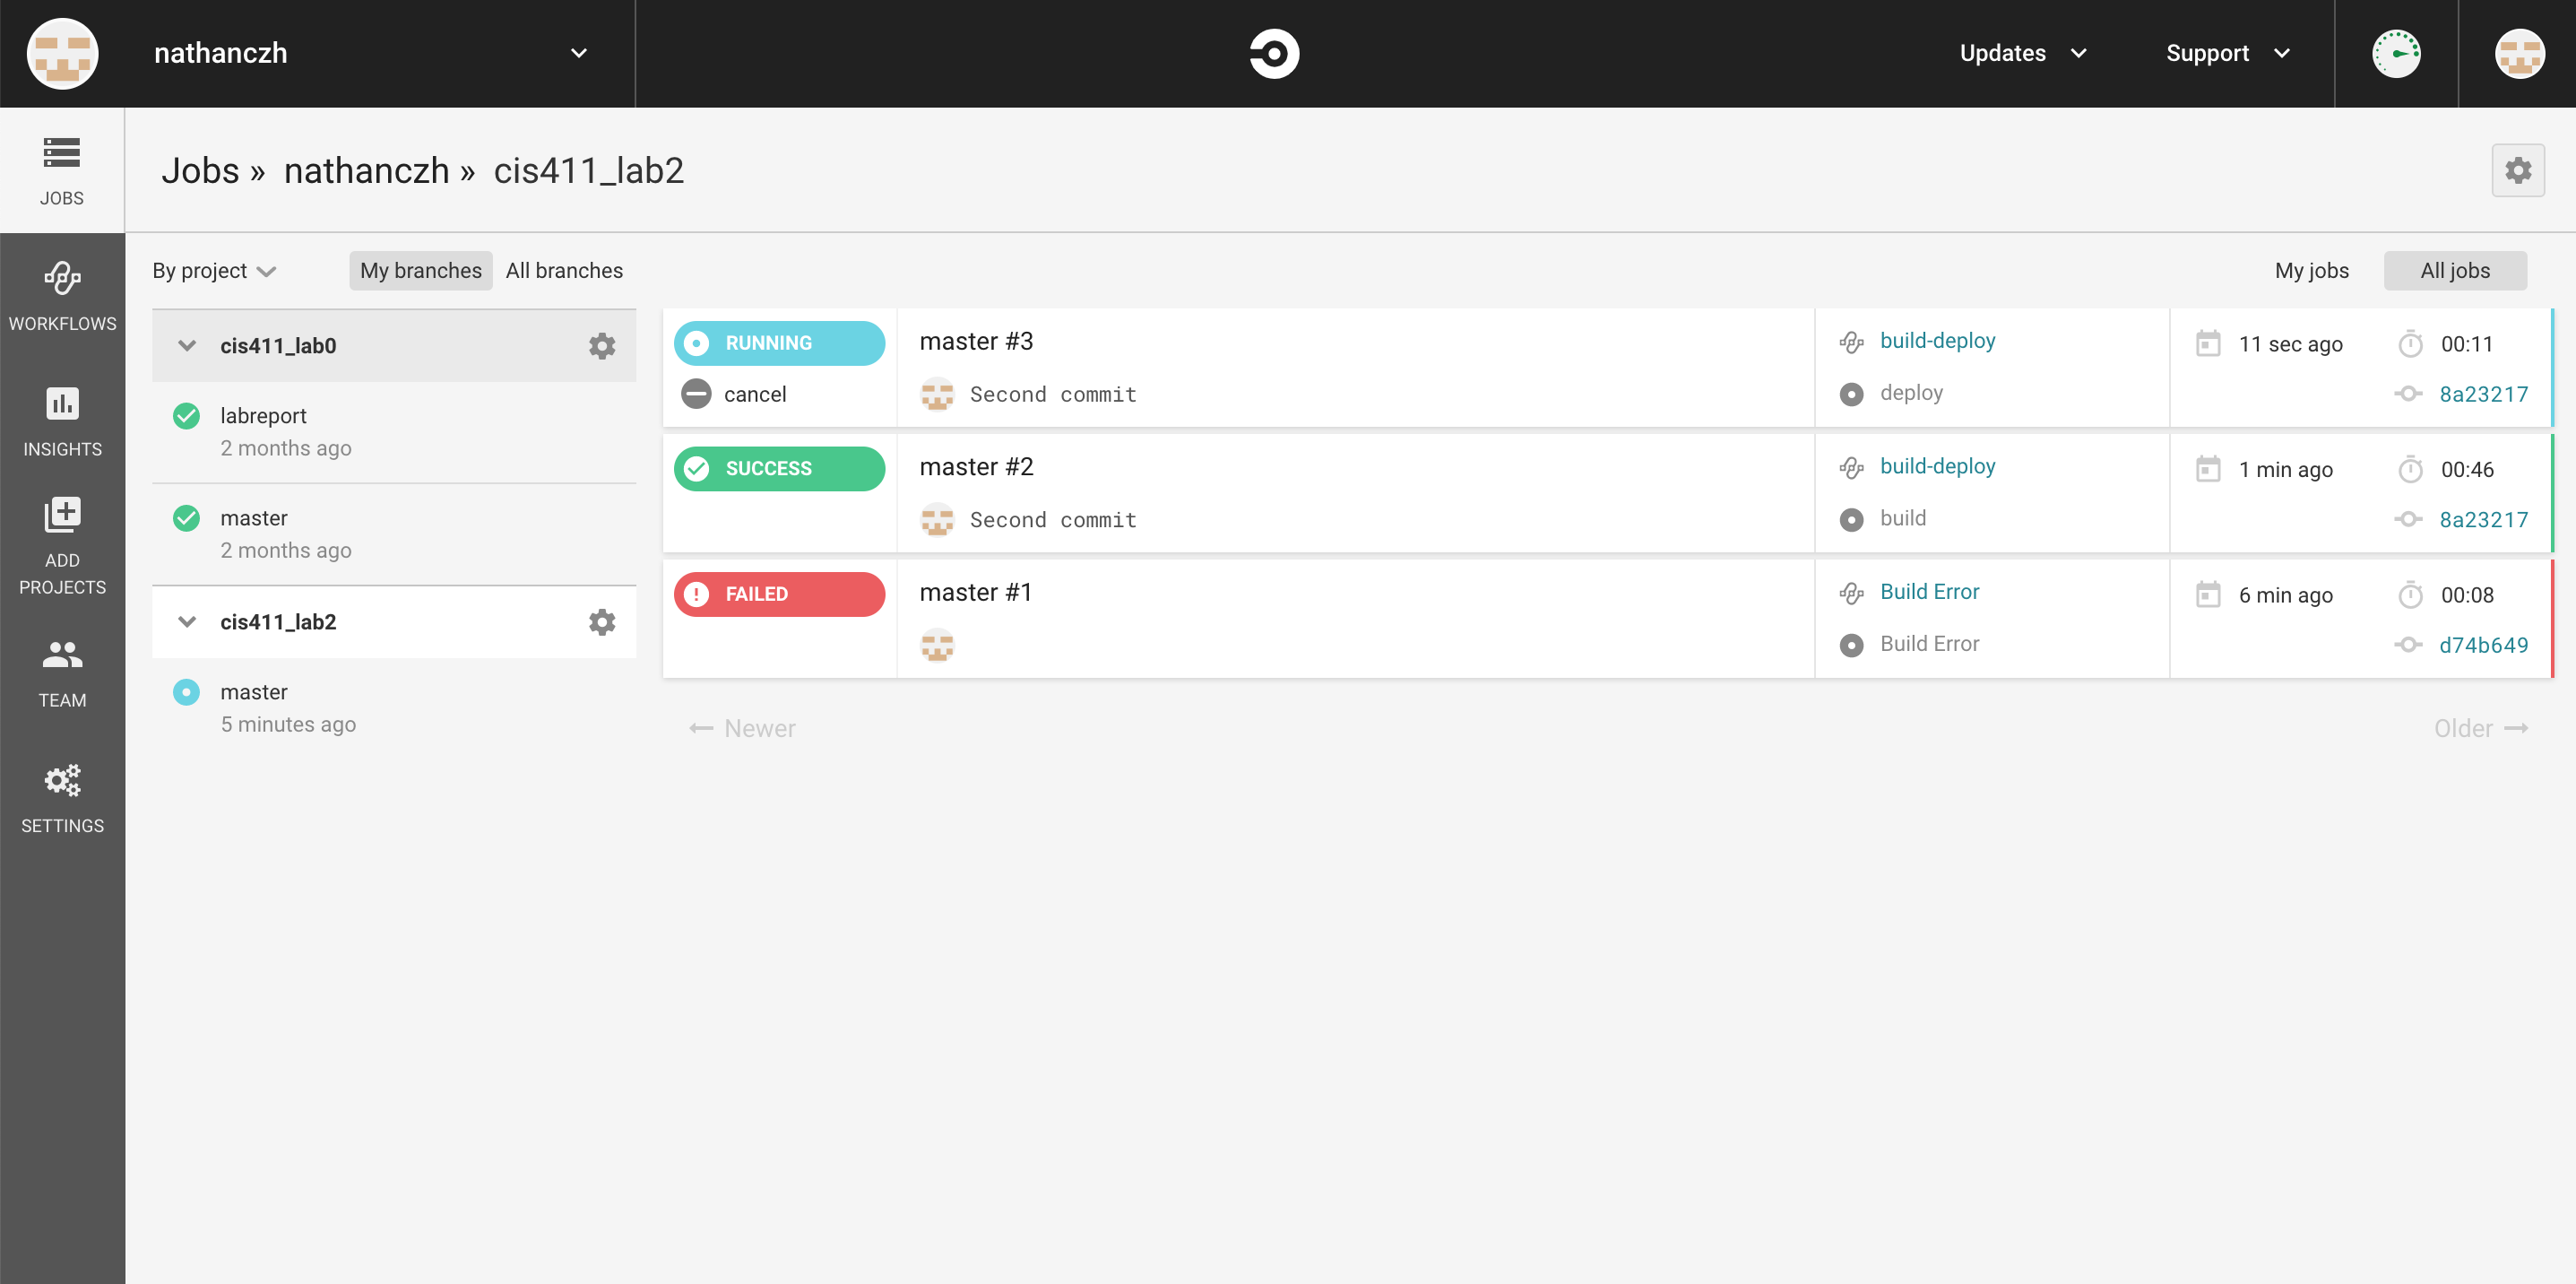 nathanczh
Updates
Support
JOBS
WORKFLOWS
INSIGHTS
ADD
PROJECTS
TEAM
SETTINGS
Jobs » nathanczh » cis411_lab2
By project
My branches
All branches
My jobs
All jobs
cis411_lab0
labreport
2 months ago
master
2 months ago
cis411_lab2
master
5 minutes ago
RUNNING
cancel
master #3
Second commit
build-deploy
deploy
11 sec ago
00:11
8a23217
SUCCESS
master #2
Second commit
build-deploy
build
1 min ago
00:46
8a23217
FAILED
master #1
Build Error
Build Error
6 min ago
00:08
d74b649
← Newer
Older →